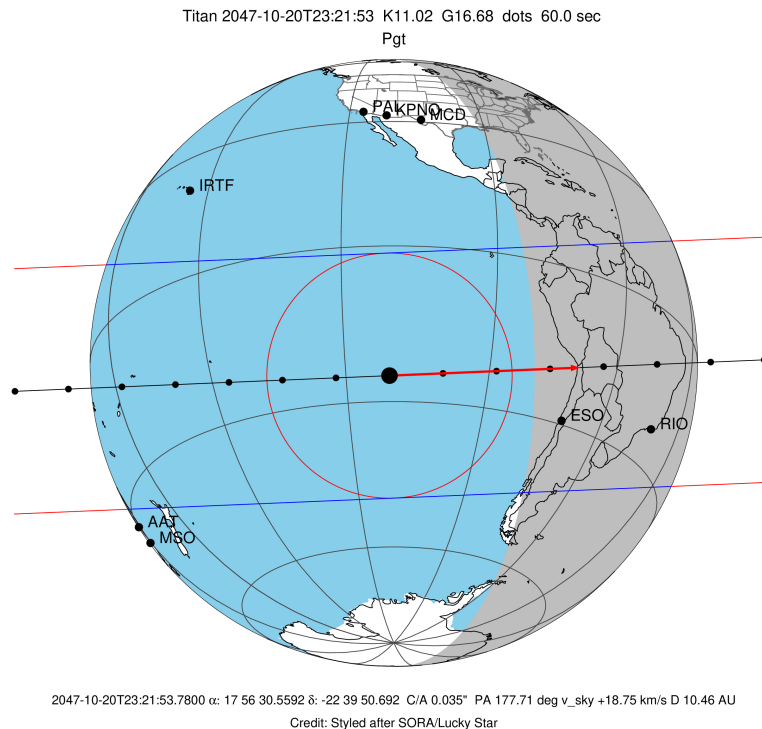 Titan 2047-10-20T23:21:53 K11.02 G16.68 dots 60.0 sec
Pgt
PAL
KPNO
MCD
IRTF
ESO
RIO
AAT
MSO
2047-10-20T23:21:53.7800 α: 17 56 30.5592 δ: -22 39 50.692 C/A 0.035" PA 177.71 deg v_sky +18.75 km/s D 10.46 AU
Credit: Styled after SORA/Lucky Star